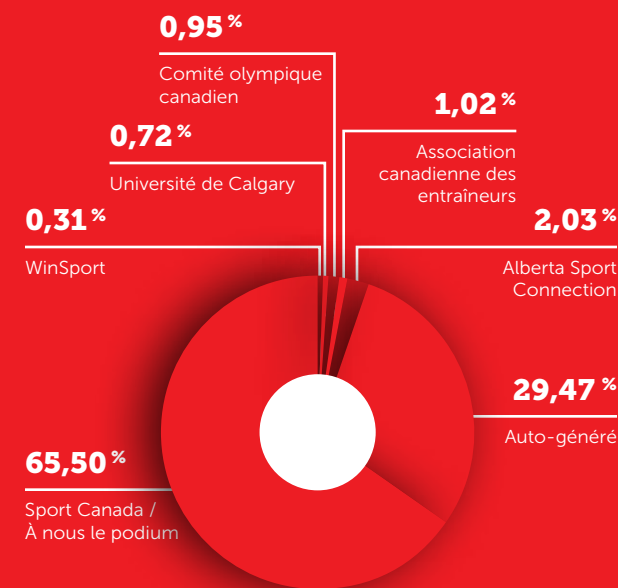 0,95 %
Comité olympique
canadien
1,02 %
Association
canadienne des
entraîneurs
0,72 %
Université de Calgary
0,31 %
WinSport
2,03 %
Alberta Sport
Connection
29,47 %
Auto-généré
65,50 %
Sport Canada /
À nous le podium